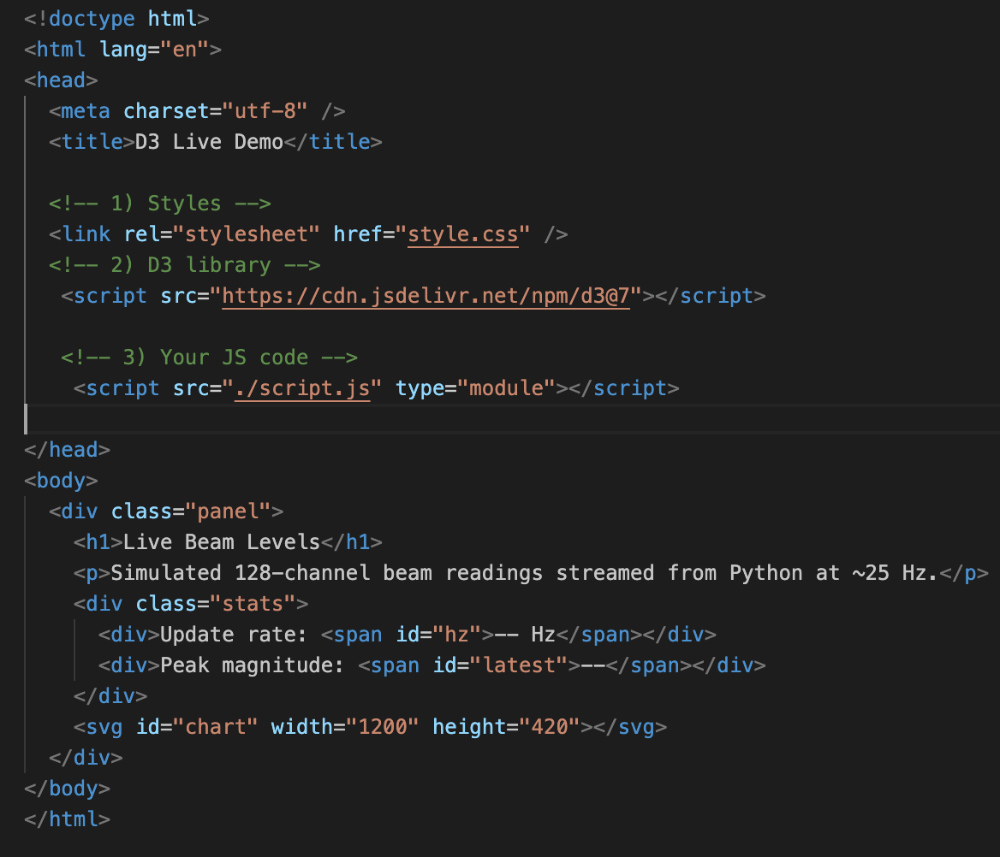 <!doctype html>
<html lang="en">
<head>
<meta charset="utf-8" />
<title>D3 Live Demo</title>
<!-- 1) Styles -->
<link rel="stylesheet" href="style.css" />
<!-- 2) D3 library -->
<script src="https://cdn.jsdelivr.net/npm/d3@7"></script>
<!-- 3) Your JS code -->
<script src="./script.js" type="module"></script>
</head>
<body>
<div class="panel">
<h1>Live Beam Levels</h1>
<p>Simulated 128-channel beam readings streamed from Python at ~25 Hz.</p>
<div class="stats">
<div>Update rate: <span id="hz">-- Hz</span></div>
<div>Peak magnitude: <span id="latest">--</span></div>
</div>
<svg id="chart" width="1200" height="420"></svg>
</div>
</body>
</html>